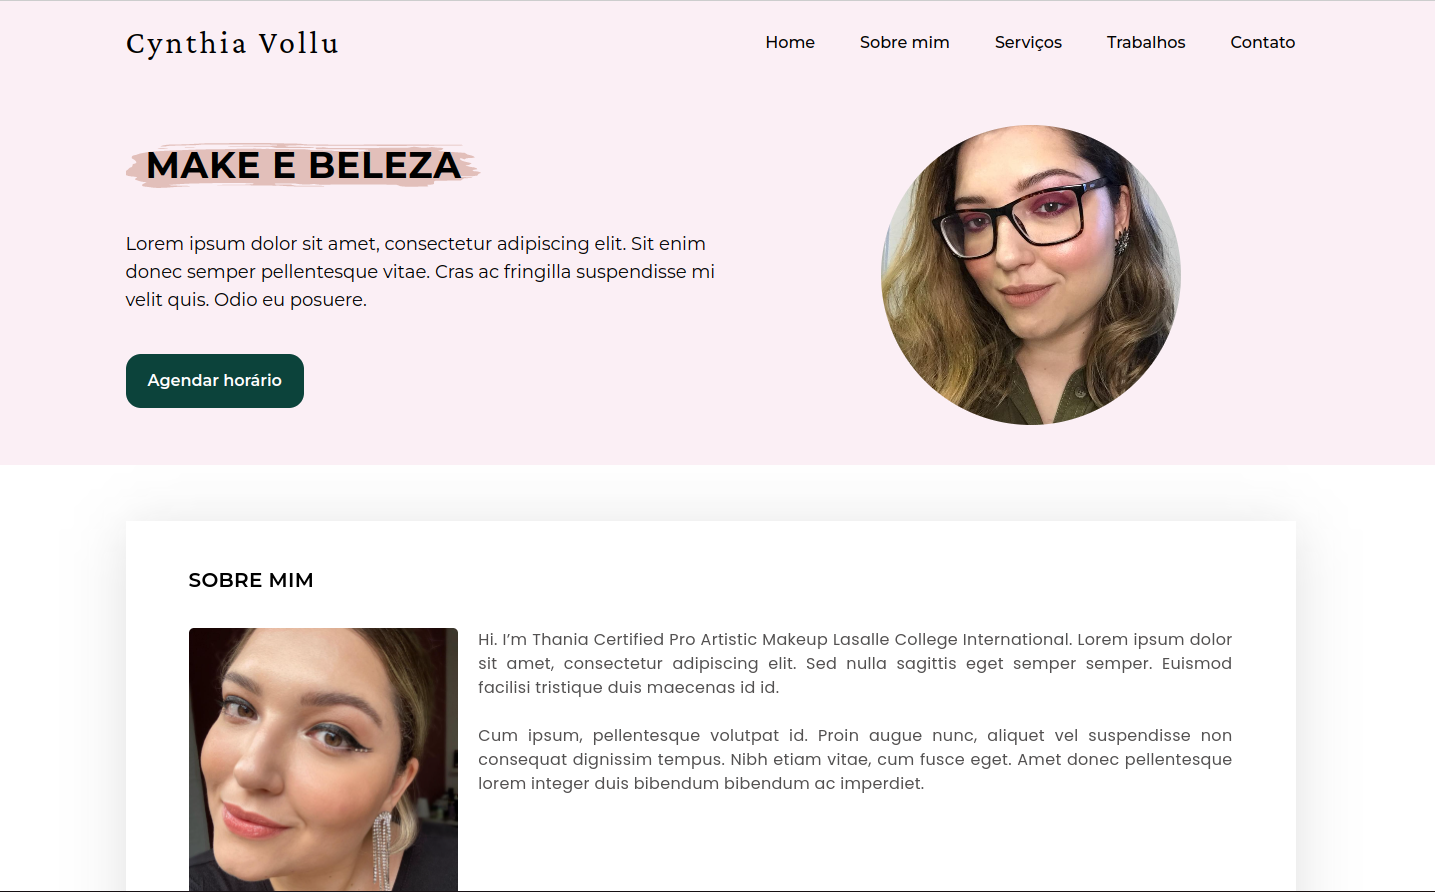 Cynthia Vollu
Home
Sobre mim
Serviços
Trabalhos
Contato
MAKE E BELEZA
Lorem ipsum dolor sit amet, consectetur adipiscing elit. Sit enim
donec semper pellentesque vitae. Cras ac fringilla suspendisse mi
velit quis. Odio eu posuere.
Agendar horário
SOBRE MIM
Hi. I’m Thania Certified Pro Artistic Makeup Lasalle College International. Lorem ipsum dolor
sit amet, consectetur adipiscing elit. Sed nulla sagittis eget semper semper. Euismod
facilisi tristique duis maecenas id id.
Cum ipsum, pellentesque volutpat id. Proin augue nunc, aliquet vel suspendisse non
consequat dignissim tempus. Nibh etiam vitae, cum fusce eget. Amet donec pellentesque
lorem integer duis bibendum bibendum ac imperdiet.